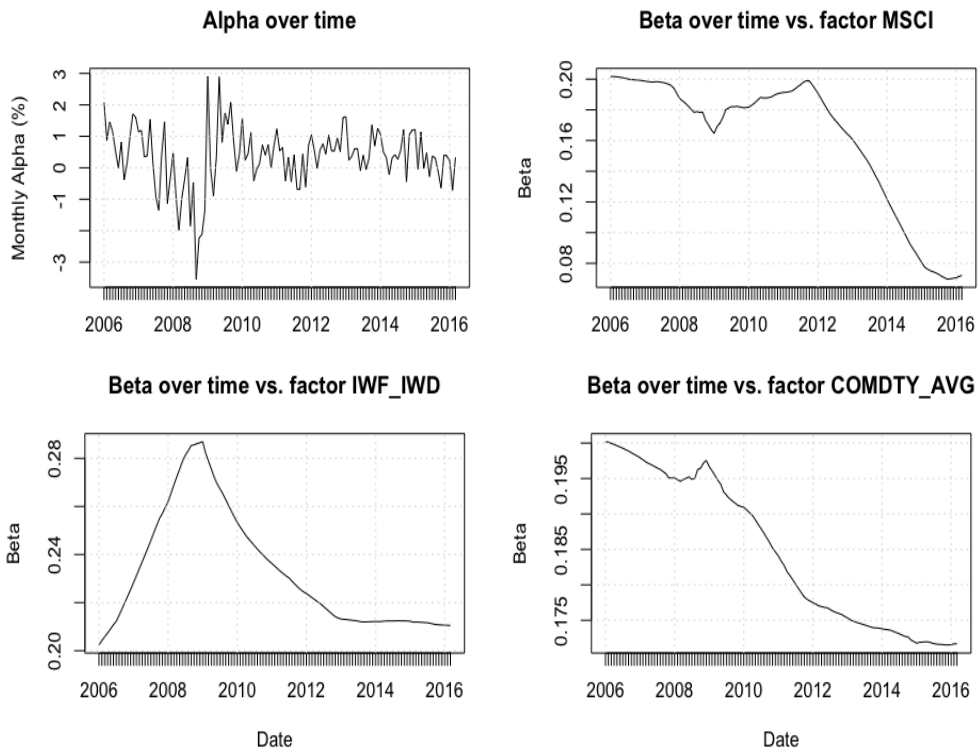 Alpha over time
Monthly Alpha (%)
3
2
1
0
-1
-3
2006 2008 2010 2012 2014 2016
Beta over time vs. factor MSCI
Beta
0.20
0.16
0.12
0.08
2006 2008 2010 2012 2014 2016
Beta over time vs. factor IWF_IWD
Beta
0.28
0.24
0.20
2006 2008 2010 2012 2014 2016
Date
Beta over time vs. factor COMDTY_AVG
Beta
0.195
0.185
0.175
2006 2008 2010 2012 2014 2016
Date